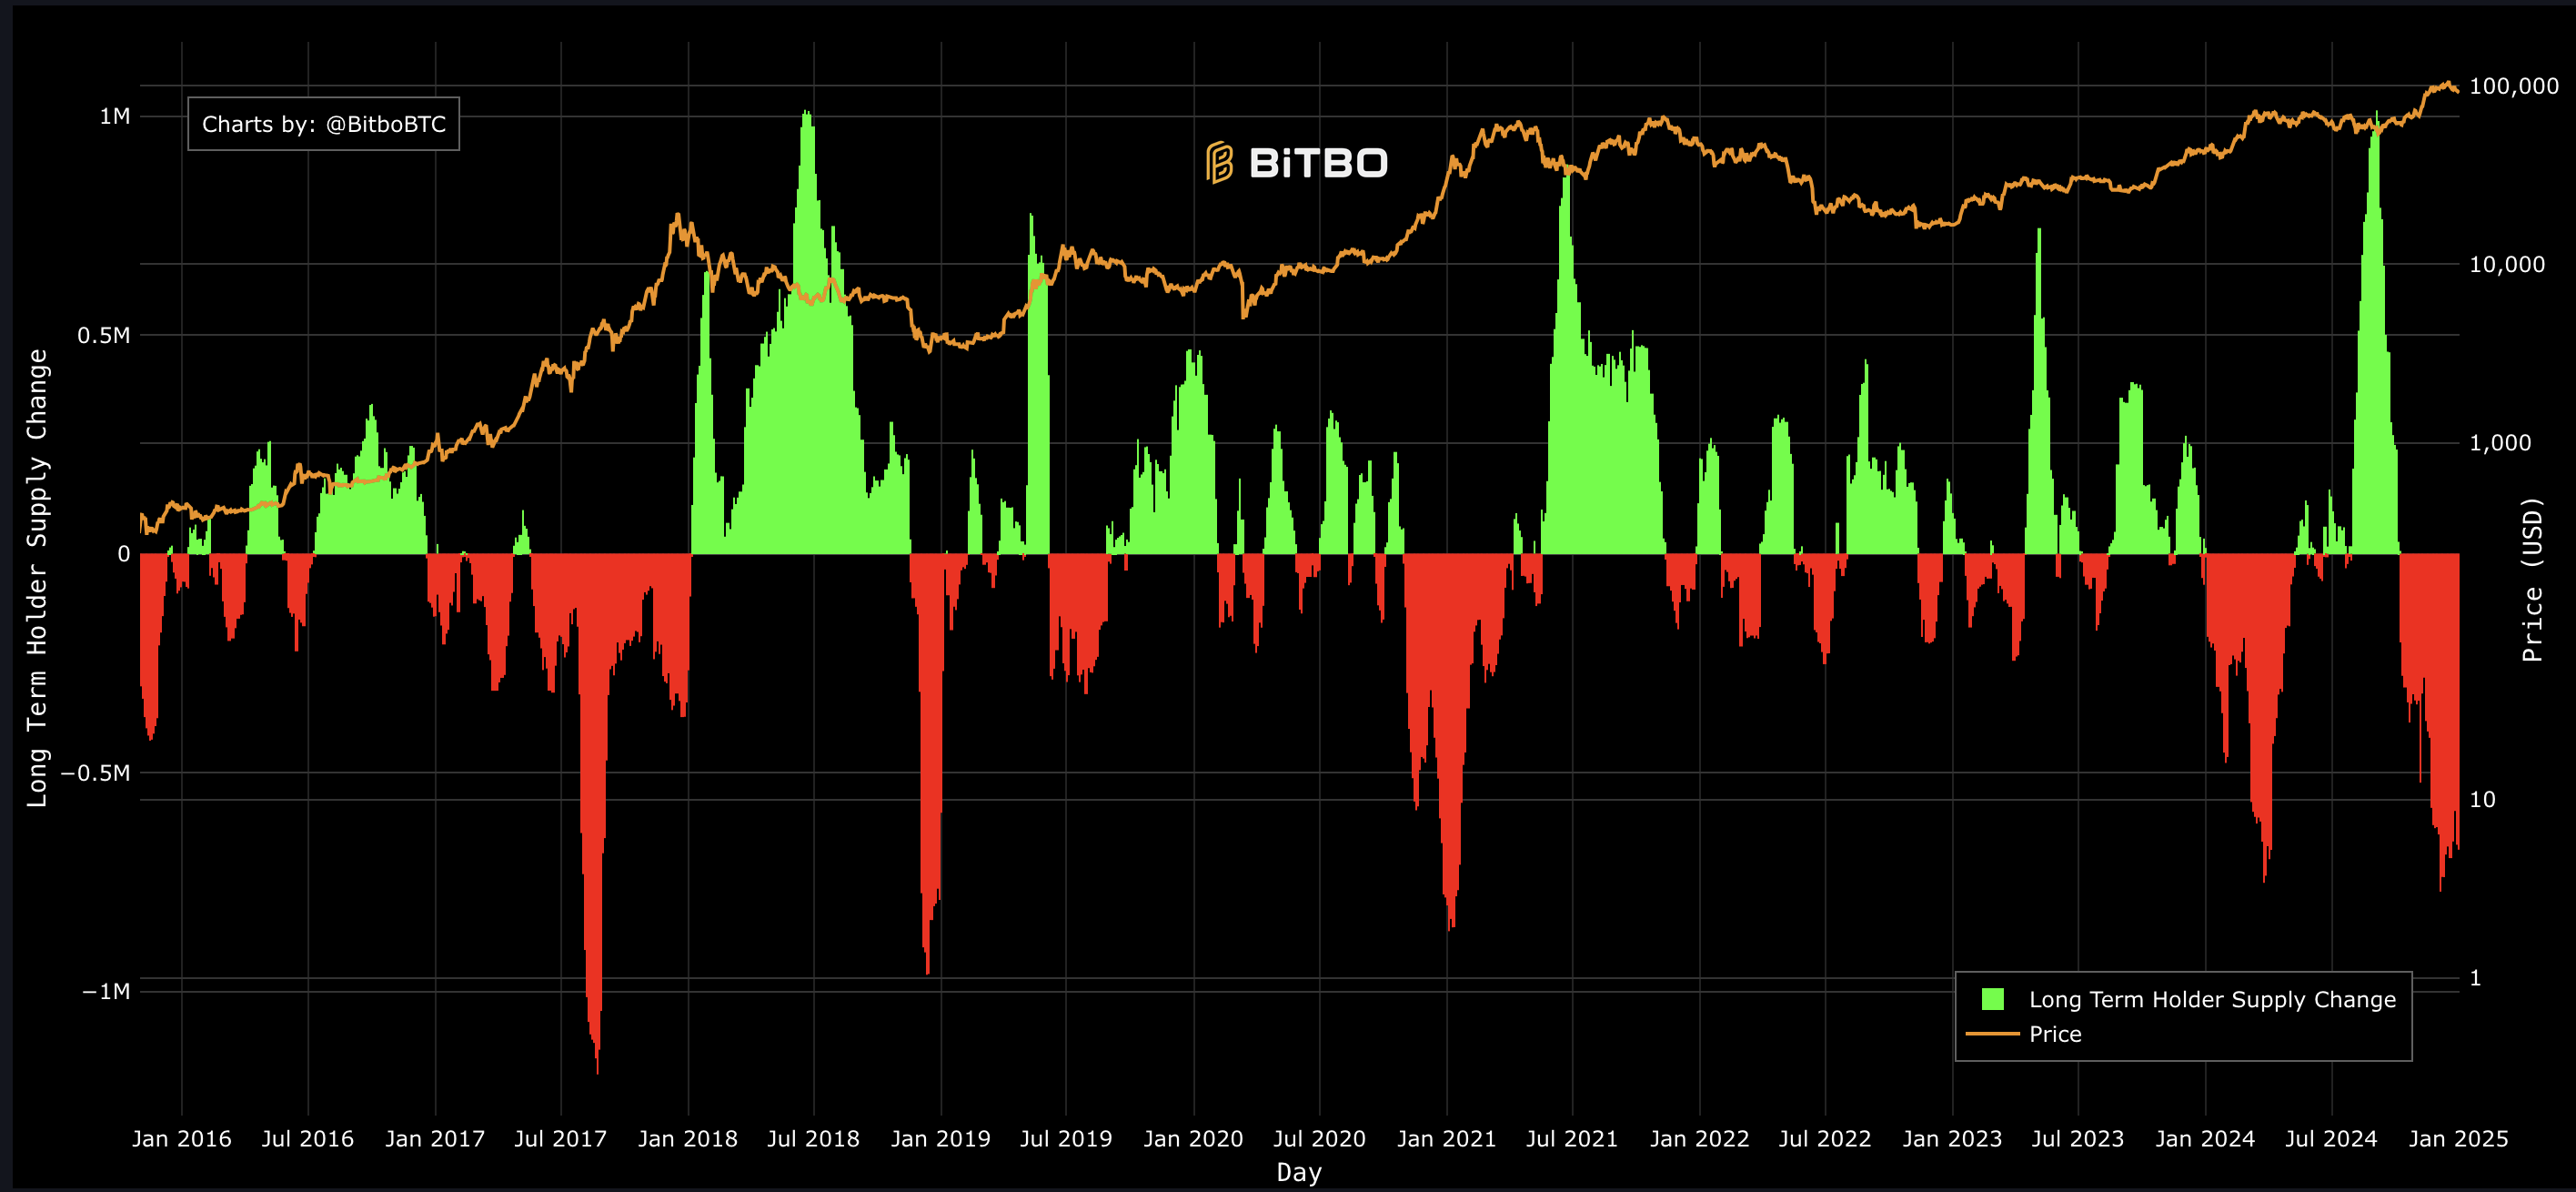 Charts by: @BitboBTC
BiTBO
Long Term Holder Supply Change
1M
0.5M
0
−0.5M
−1M
100,000
10,000
1,000
10
1
Price (USD)
Long Term Holder Supply Change
Price
Jan 2016 Jul 2016 Jan 2017 Jul 2017 Jan 2018 Jul 2018 Jan 2019 Jul 2019 Jan 2020 Jul 2020 Jan 2021 Jul 2021 Jan 2022 Jul 2022 Jan 2023 Jul 2023 Jan 2024 Jul 2024 Jan 2025
Day